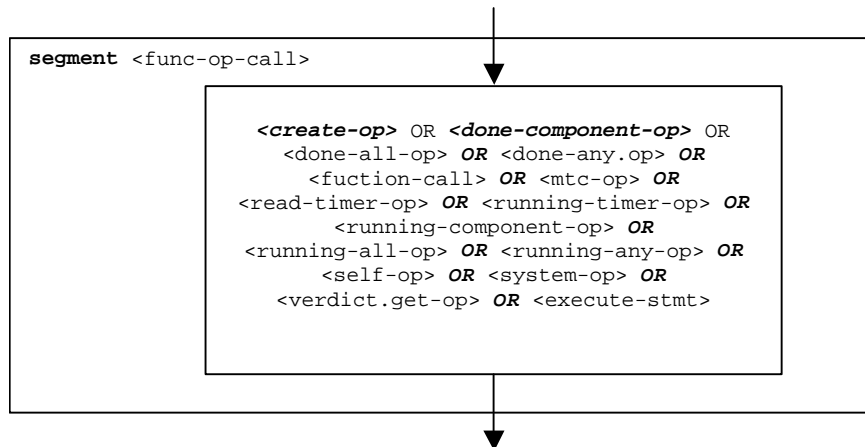 segment <func-op-call>
<create-op> OR <done-component-op> OR
<done-all-op> OR <done-any.op> OR
<fuction-call> OR <mtc-op> OR
<read-timer-op> OR <running-timer-op> OR
<running-component-op> OR
<running-all-op> OR <running-any-op> OR
<self-op> OR <system-op> OR
<verdict.get-op> OR <execute-stmt>